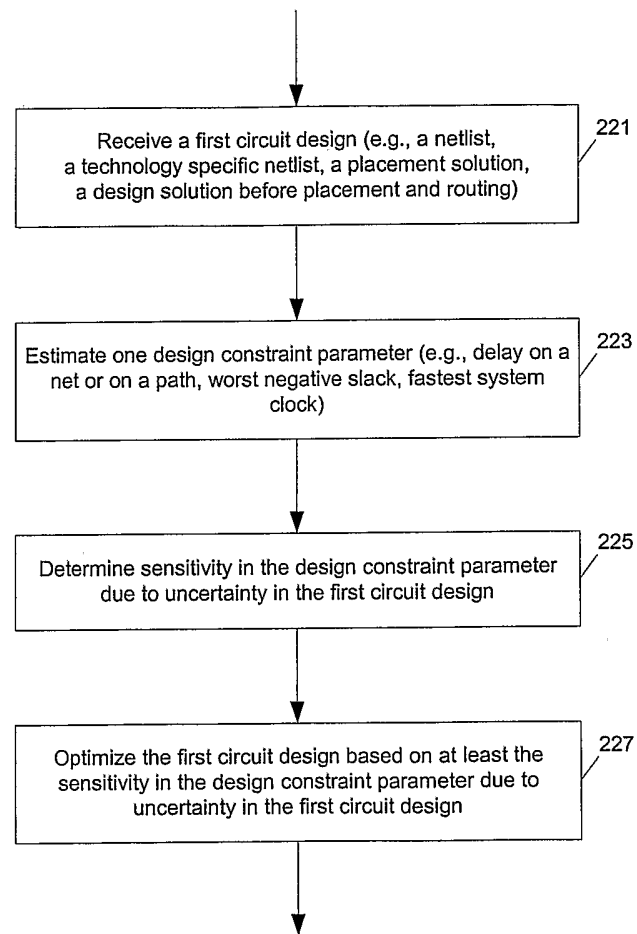 Receive a first circuit design (e.g., a netlist,
a technology specific netlist, a placement solution,
a design solution before placement and routing)
221
Estimate one design constraint parameter (e.g., delay on a
net or on a path, worst negative slack, fastest system
clock)
223
Determine sensitivity in the design constraint parameter
due to uncertainty in the first circuit design
225
Optimize the first circuit design based on at least the
sensitivity in the design constraint parameter due to
uncertainty in the first circuit design
227